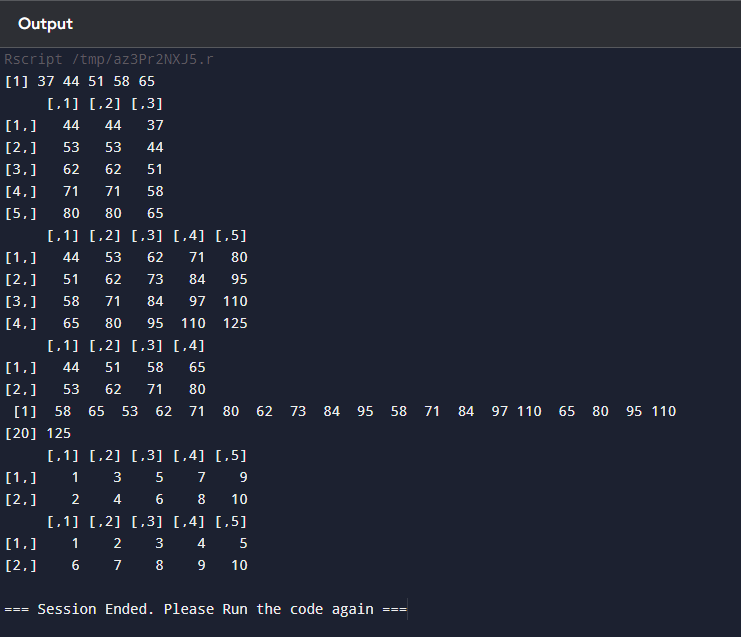 Output
Rscript /tmp/az3Pr2NXJ5.r
[1] 37 44 51 58 65
     [,1] [,2] [,3]
[1,]   44   44   37
[2,]   53   53   44
[3,]   62   62   51
[4,]   71   71   58
[5,]   80   80   65
     [,1] [,2] [,3] [,4] [,5]
[1,]   44   53   62   71   80
[2,]   51   62   73   84   95
[3,]   58   71   84   97  110
[4,]   65   80   95  110  125
     [,1] [,2] [,3] [,4]
[1,]   44   51   58   65
[2,]   53   62   71   80
 [1]  58  65  53  62  71  80  62  73  84  95  58  71  84  97 110  65  80  95 110
[20] 125
     [,1] [,2] [,3] [,4] [,5]
[1,]    1    3    5    7    9
[2,]    2    4    6    8   10
     [,1] [,2] [,3] [,4] [,5]
[1,]    1    2    3    4    5
[2,]    6    7    8    9   10
=== Session Ended. Please Run the code again ===